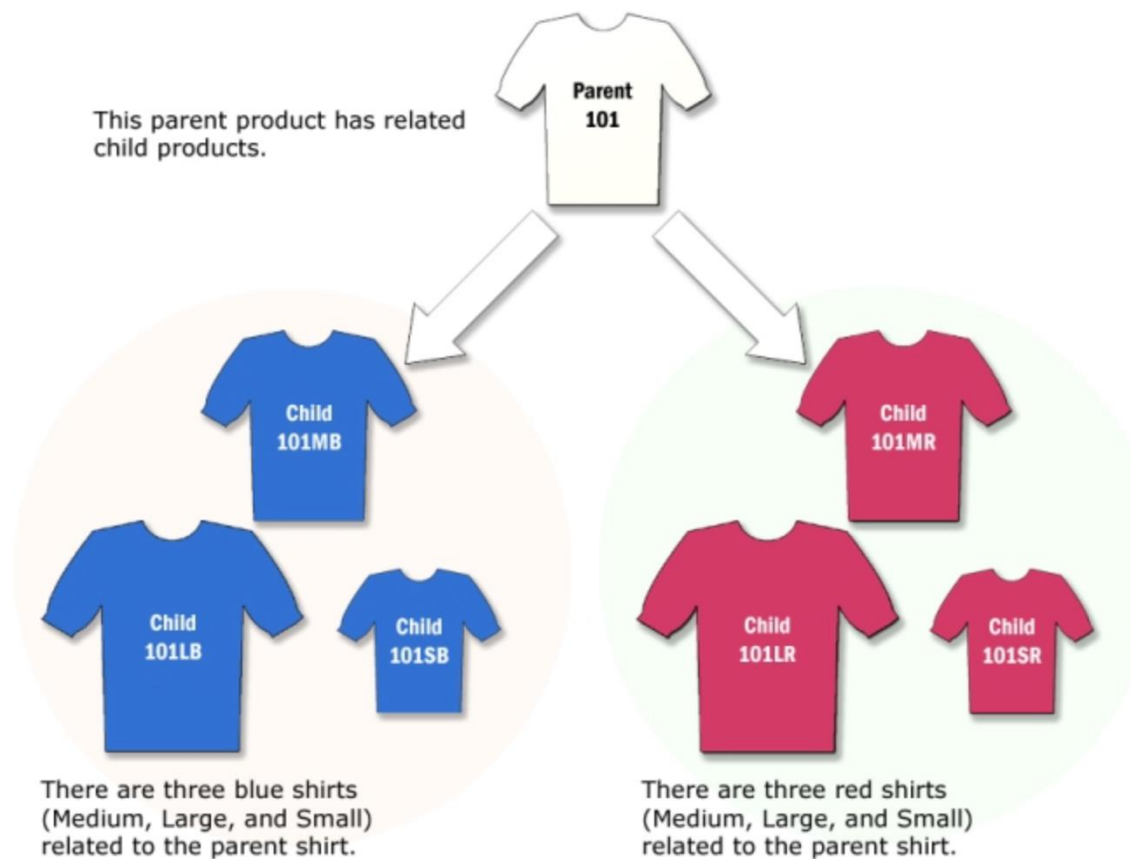 This parent product has related
child products.
Parent
101
Child
101MB
Child
101LB
Child
101SB
There are three blue shirts
(Medium, Large, and Small)
related to the parent shirt.
Child
101MR
Child
101LR
Child
101SR
There are three red shirts
(Medium, Large, and Small)
related to the parent shirt.